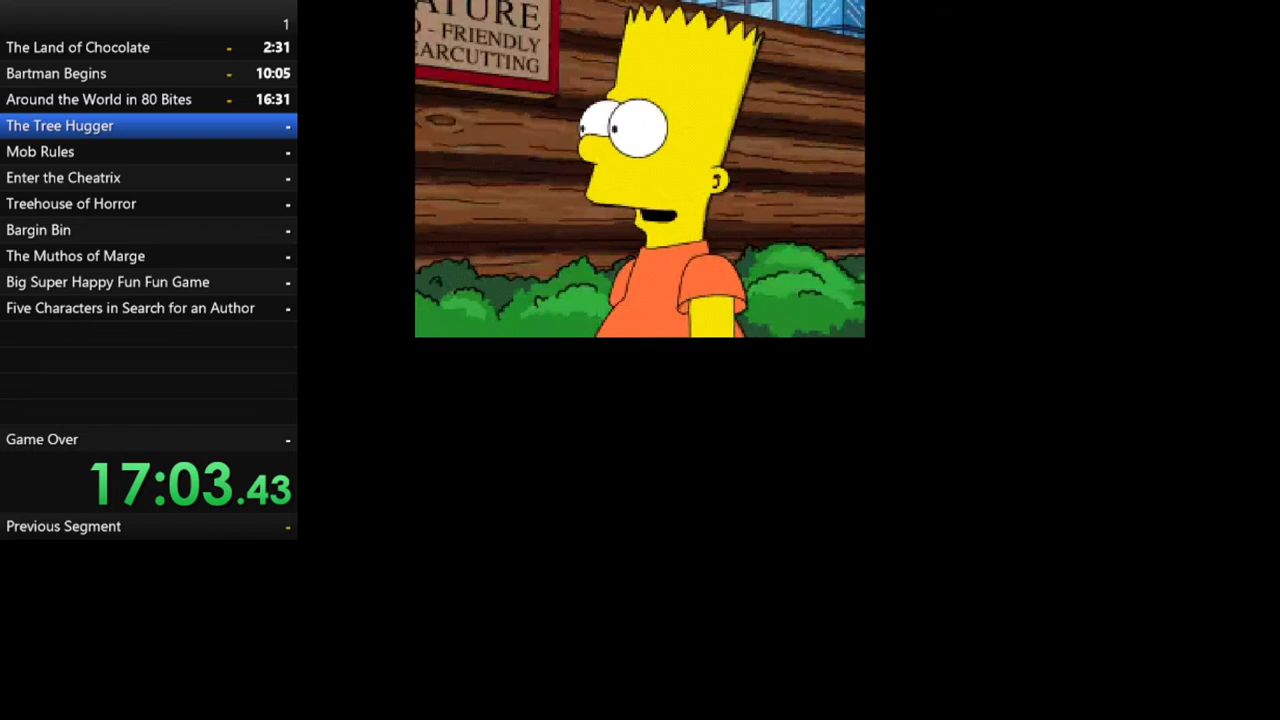 1
The Land of Chocolate - 2:31
Bartman Begins - 10:05
Around the World in 80 Bites - 16:31
The Tree Hugger -
Mob Rules -
Enter the Cheatrix -
Treehouse of Horror -
Bargin Bin -
The Muthos of Marge -
Big Super Happy Fun Fun Game -
Five Characters in Search for an Author -
Game Over -
17:03.43
Previous Segment -
ATURE
- FRIENDLY
EARCUTTING